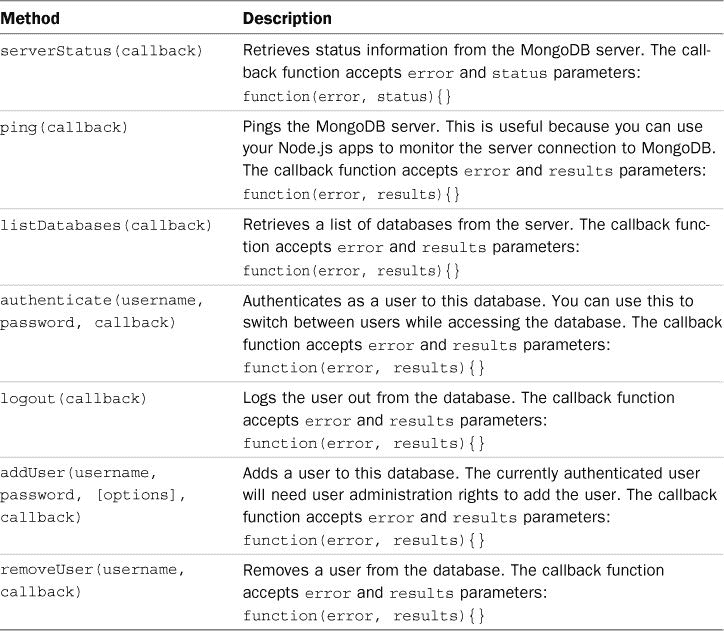 Method Description
serverStatus(callback) Retrieves status information from the MongoDB server. The call-
back function accepts error and status parameters:
function(error, status){}
ping(callback) Pings the MongoDB server. This is useful because you can use
your Node.js apps to monitor the server connection to MongoDB.
The callback function accepts error and results parameters:
function(error, results){}
listDatabases(callback) Retrieves a list of databases from the server. The callback func-
tion accepts error and results parameters:
function(error, results){}
authenticate(username, Authenticates as a user to this database. You can use this to
password, callback) switch between users while accessing the database. The callback
function accepts error and results parameters:
function(error, results){}
logout(callback) Logs the user out from the database. The callback function
accepts error and results parameters:
function(error, results){}
addUser(username, Adds a user to this database. The currently authenticated user
password, [options], will need user administration rights to add the user. The callback
callback) function accepts error and results parameters:
function(error, results){}
removeUser(username, Removes a user from the database. The callback function
callback) accepts error and results parameters:
function(error, results){}